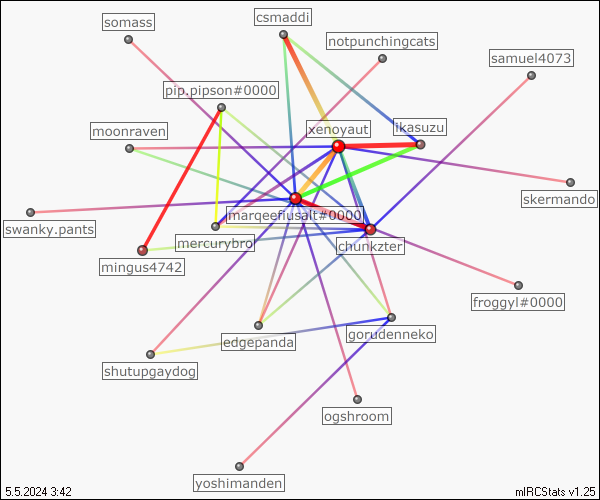 somass
csmaddi
notpunchingcats
samuel4073
pip.pipson#0000
moonraven
xenoyaut
ikasuzu
skermando
swanky.pants
marqeefiusalt#0000
mercurybro
chunkzter
mingus4742
froggyl#0000
edgepanda
gorudenneko
shutupgaydog
ogshroom
yoshimanden
5.5.2024 3:42
mIRCStats v1.25